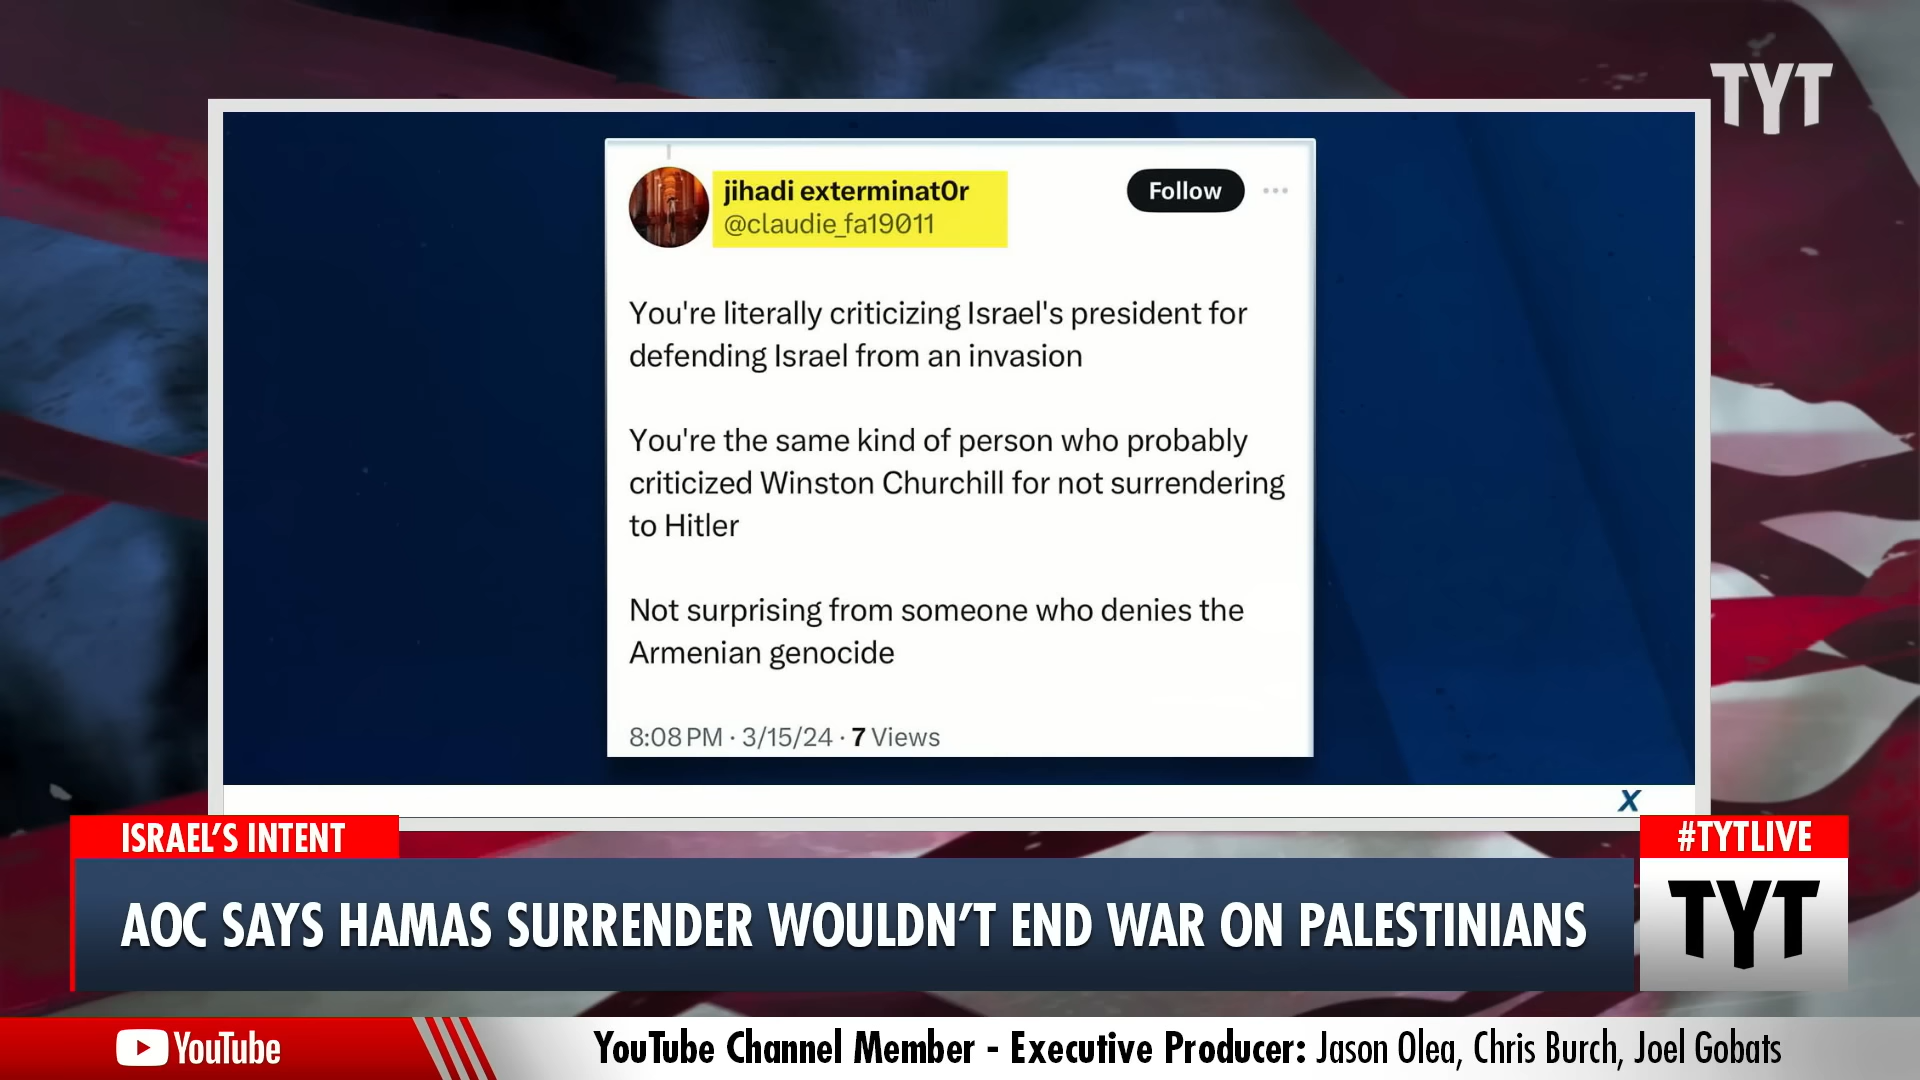 TYT
jihadi exterminat0r
@claudie_fa19011
Follow
You're literally criticizing Israel's president for
defending Israel from an invasion
You're the same kind of person who probably
criticized Winston Churchill for not surrendering
to Hitler
Not surprising from someone who denies the
Armenian genocide
8:08 PM · 3/15/24 · 7 Views
X
ISRAEL'S INTENT
#TYTLIVE
AOC SAYS HAMAS SURRENDER WOULDN'T END WAR ON PALESTINIANS
TYT
YouTube
YouTube Channel Member - Executive Producer: Jason Olea, Chris Burch, Joel Gobats